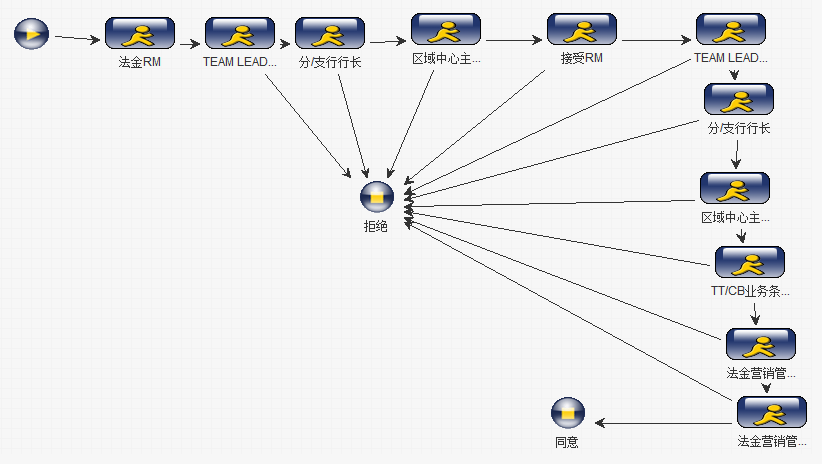 法金RM
TEAM LEAD...
分/支行行长
区域中心主...
接受RM
TEAM LEAD...
分/支行行长
区域中心主...
TT/CB业务条...
法金营销管...
法金营销管...
拒绝
同意